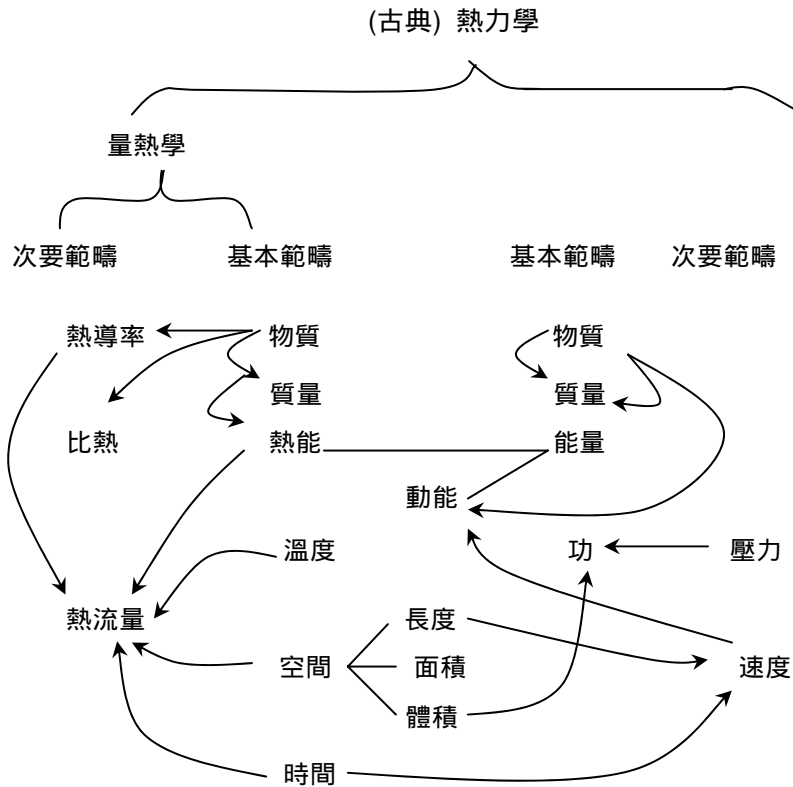 (古典) 熱力學
量熱學
次要範疇 基本範疇 基本範疇 次要範疇
熱導率 物質 物質
質量 質量
比熱 熱能 能量
動能
溫度 功 壓力
熱流量 長度
空間 面積 速度
體積
時間